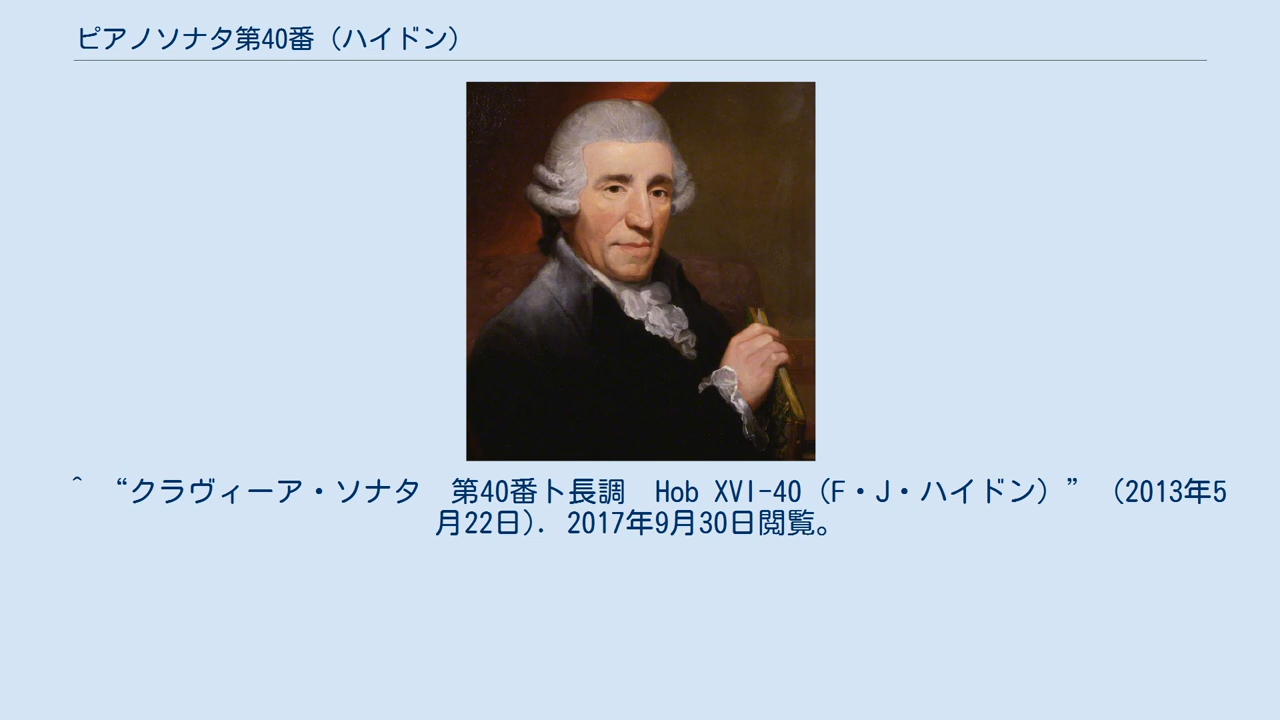 ピアノソナタ第40番（ハイドン）
^ “クラヴィーア・ソナタ　第40番ト長調　Hob XVI-40（F・J・ハイドン）” （2013年5
月22日）. 2017年9月30日閲覧。